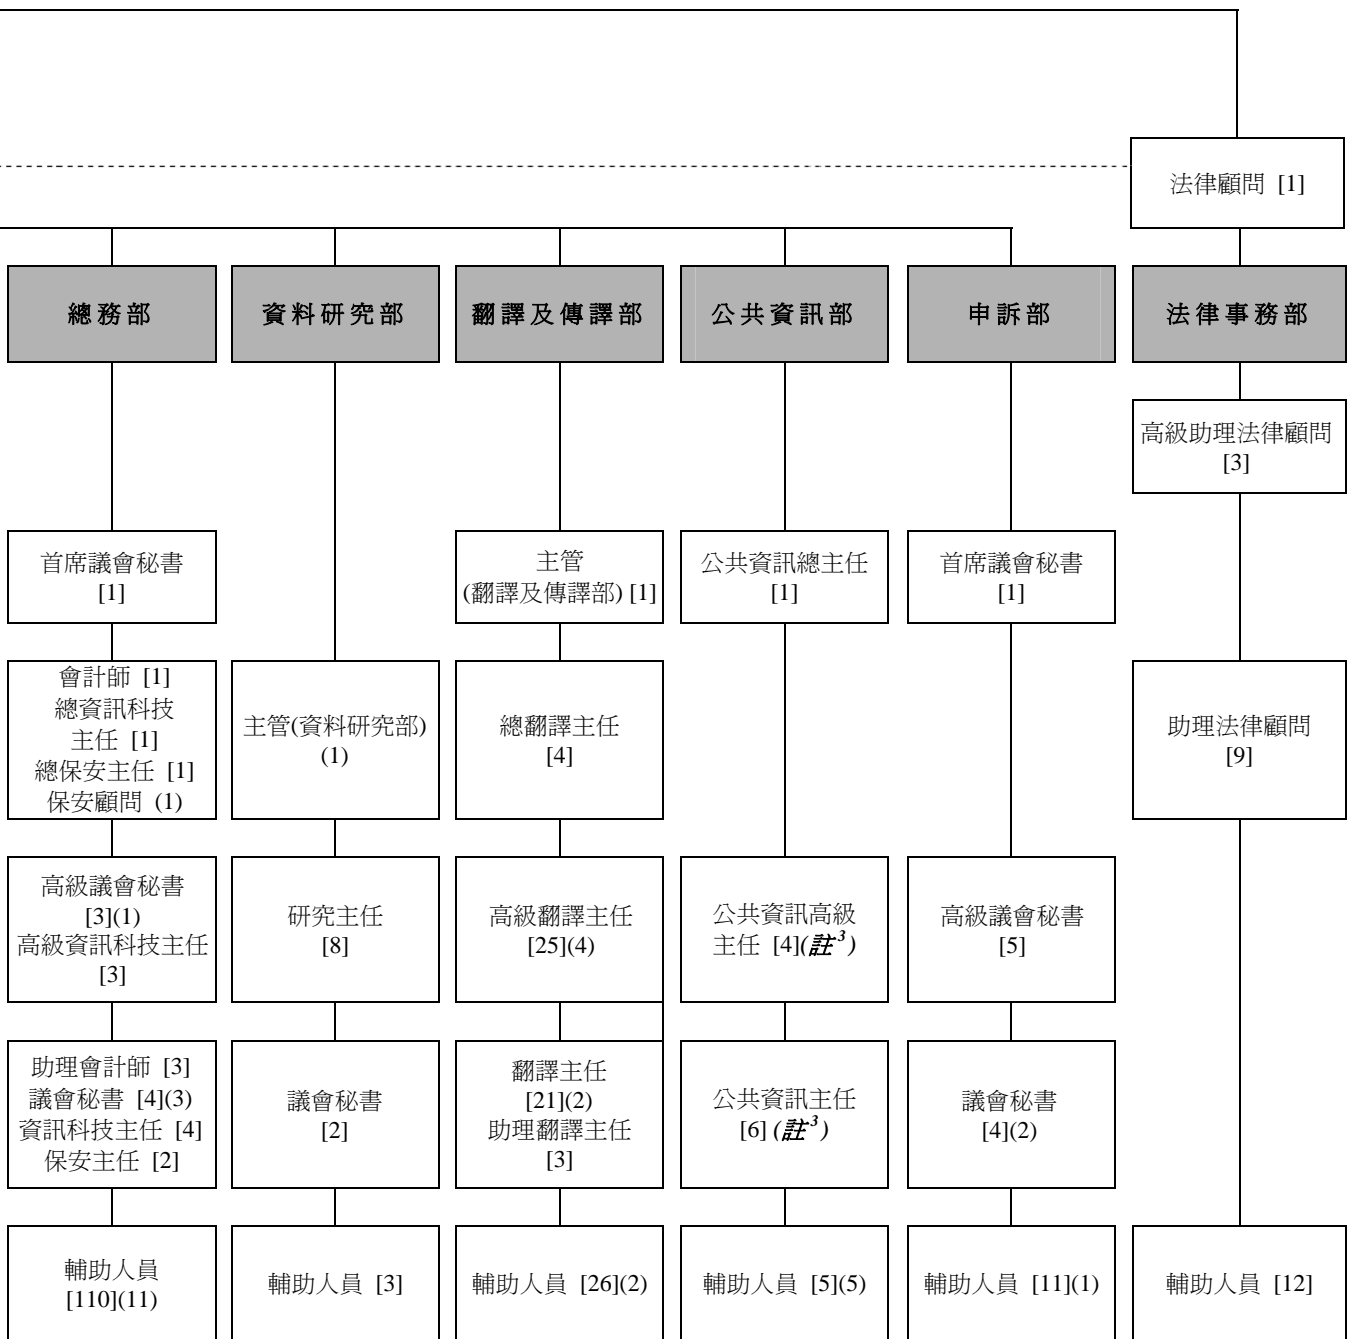 法律顧問 [1]
總務部
資料研究部
翻譯及傳譯部
公共資訊部
申訴部
法律事務部
高級助理法律顧問
[3]
首席議會秘書
[1]
主管
(翻譯及傳譯部) [1]
公共資訊總主任
[1]
首席議會秘書
[1]
會計師 [1]
總資訊科技
主任 [1]
總保安主任 [1]
保安顧問 (1)
主管(資料研究部)
(1)
總翻譯主任
[4]
助理法律顧問
[9]
高級議會秘書
[3](1)
高級資訊科技主任
[3]
研究主任
[8]
高級翻譯主任
[25](4)
公共資訊高級
主任 [4](註3)
高級議會秘書
[5]
助理會計師 [3]
議會秘書 [4](3)
資訊科技主任 [4]
保安主任 [2]
議會秘書
[2]
翻譯主任
[21](2)
助理翻譯主任
[3]
公共資訊主任
[6] (註3)
議會秘書
[4](2)
輔助人員
[110](11)
輔助人員 [3]
輔助人員 [26](2)
輔助人員 [5](5)
輔助人員 [11](1)
輔助人員 [12]